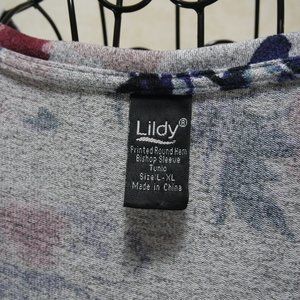 Lildy®
Printed Round Hem
Bishop Sleeve
Tunic
Size L - XL
Made in China